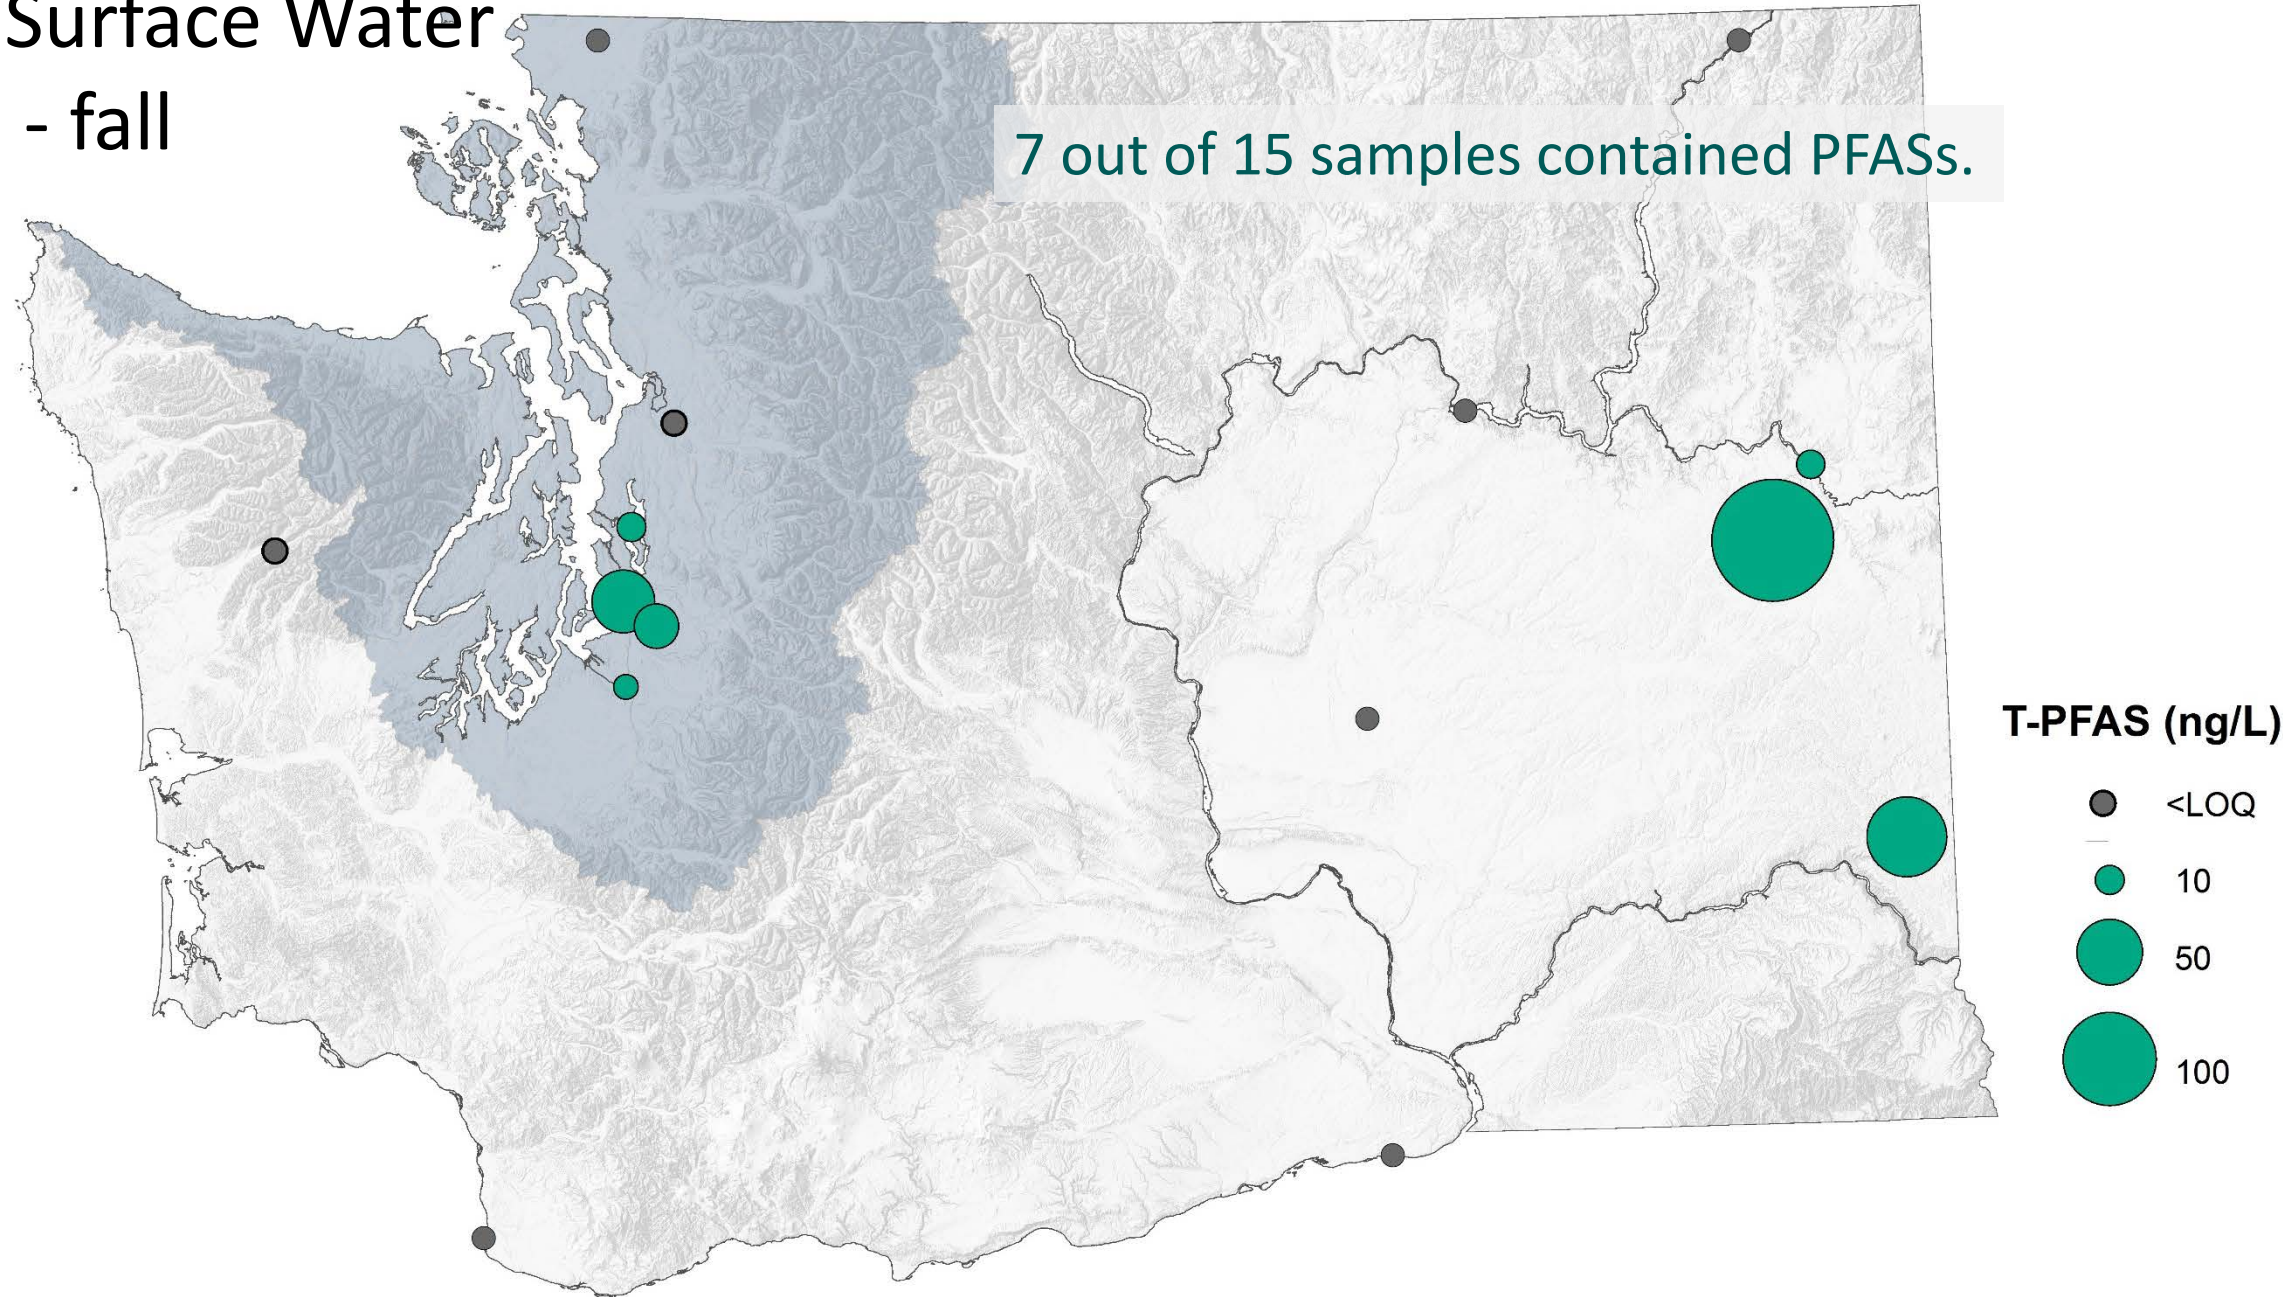 Surface Water
- fall
7 out of 15 samples contained PFASs.
T-PFAS (ng/L)
<LOQ
10
50
100